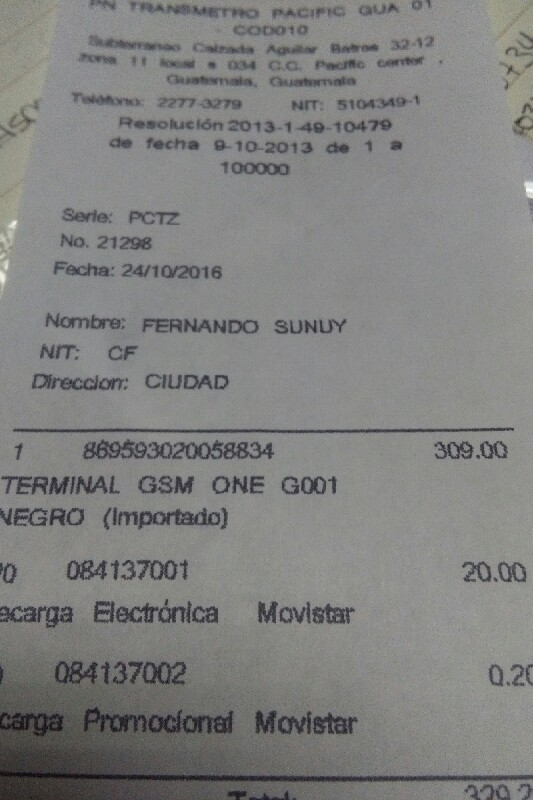 PN TRANSMETRO PACIFIC GUA 01
- COD010
Subterraneo Calzada Aguilar Batres 32-12
zona 11 local s 034 C.C. Pacific center .
Guatemala, Guatemala
Teléfono: 2277-3279 NIT: 5104349-1
Resolución 2013-1-49-10479
de fecha 9-10-2013 de 1 a
100000
Serie: PCTZ
No. 21298
Fecha: 24/10/2016
Nombre: FERNANDO SUNUY
NIT: CF
Direccion: CIUDAD
1 869593020058834 309.00
TERMINAL GSM ONE G001
NEGRO (Importado)
0 084137001 20.00
ecarga Electrónica Movistar
084137002 0.20
carga Promocional Movistar
Total: 329.2